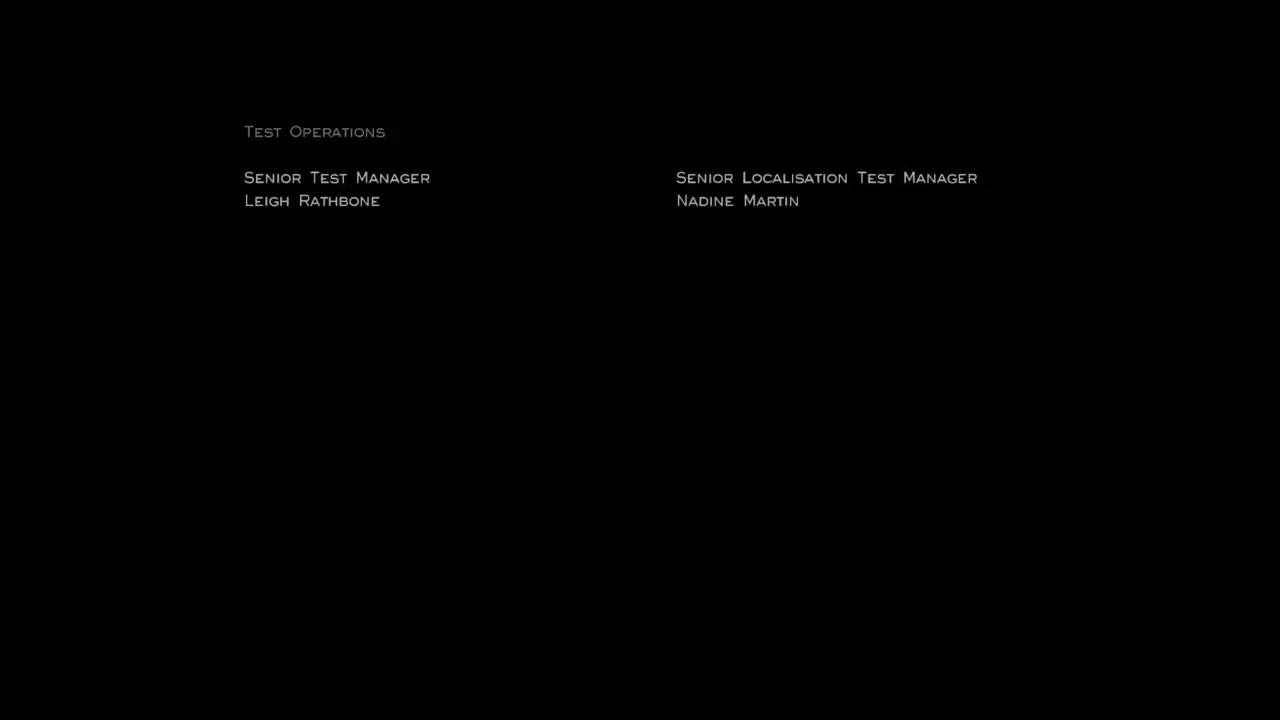 Test Operations
Senior Test Manager
Leigh Rathbone
Senior Localisation Test Manager
Nadine Martin